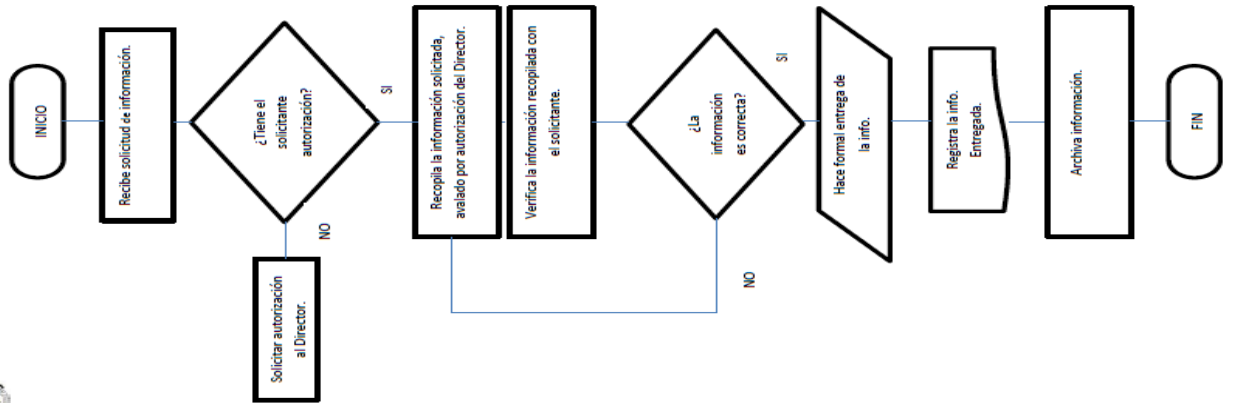 INICIO
Recibe solicitud de información.
¿Tiene el
solicitante
autorización?
NO
SI
Solicitar autorización
al Director.
Recopila la información solicitada,
avalado por autorización del Director.
Verifica la información recopilada con
el solicitante.
¿La
información
es correcta?
NO
SI
Hace formal entrega de
la info.
Registra la info.
Entregada.
Archiva información.
FIN